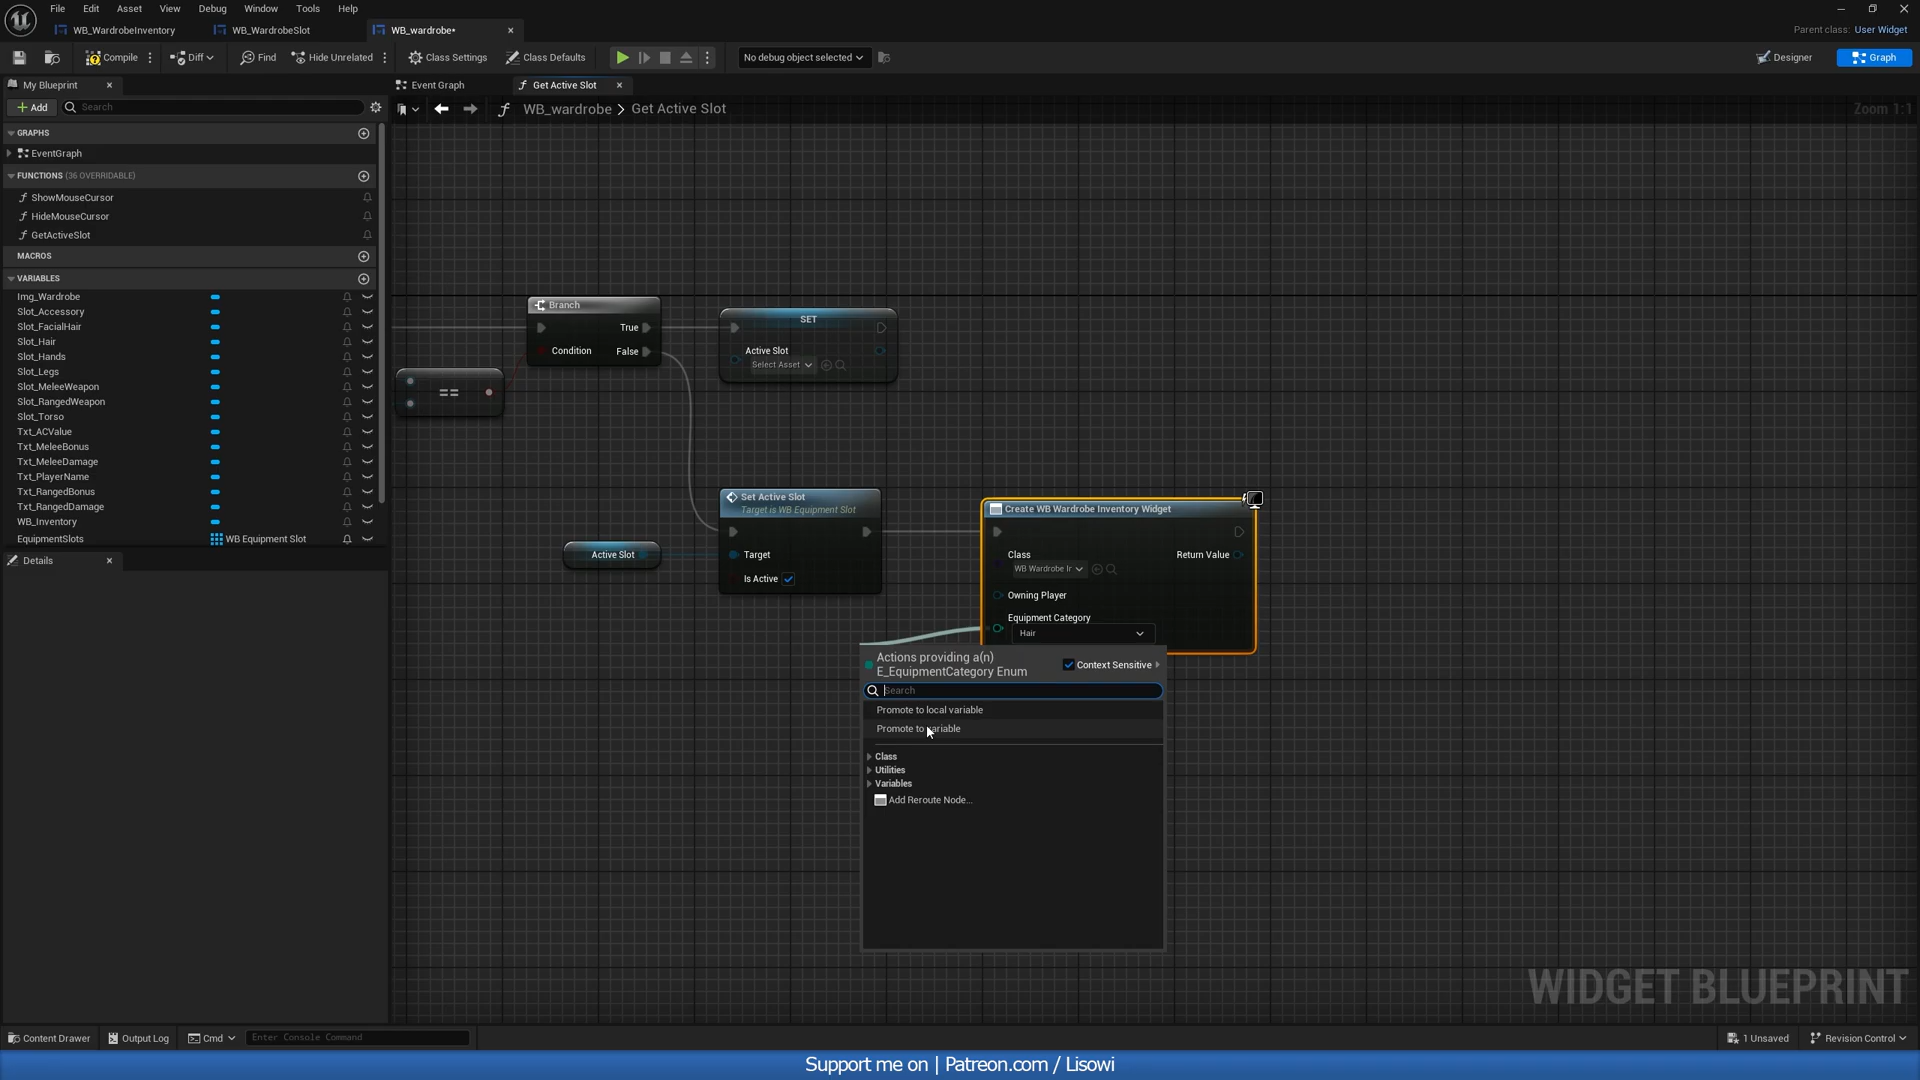 File Edit Asset View Debug Window Tools Help
WB_WardrobeInventory WB_WardrobeSlot WB_wardrobe*
Parent class: User Widget
Compile Diff Find Hide Unrelated Class Settings Class Defaults No debug object selected Designer Graph
My Blueprint Event Graph Get Active Slot
Add Search
WB_wardrobe > Get Active Slot
Zoom 1:1
GRAPHS
EventGraph
FUNCTIONS (36 OVERRIDABLE)
ShowMouseCursor
HideMouseCursor
GetActiveSlot
MACROS
VARIABLES
Img_Wardrobe
Slot_Accessory
Slot_FacialHair
Slot_Hair
Slot_Hands
Slot_Legs
Slot_MeleeWeapon
Slot_RangedWeapon
Slot_Torso
Txt_ACValue
Txt_MeleeBonus
Txt_MeleeDamage
Txt_PlayerName
Txt_RangedBonus
Txt_RangedDamage
WB_Inventory
EquipmentSlots WB Equipment Slot
Details
Branch
True
Condition False
==
SET
Active Slot
Select Asset
Set Active Slot
Target is WB Equipment Slot
Active Slot
Target
Is Active
Create WB Wardrobe Inventory Widget
Class Return Value
WB Wardrobe Ir
Owning Player
Equipment Category
Hair
Actions providing a(n)
E_EquipmentCategory Enum
Context Sensitive
Search
Promote to local variable
Promote to variable
Class
Utilities
Variables
Add Reroute Node...
WIDGET BLUEPRINT
Content Drawer Output Log Cmd Enter Console Command 1 Unsaved Revision Control
Support me on | Patreon.com / Lisowi